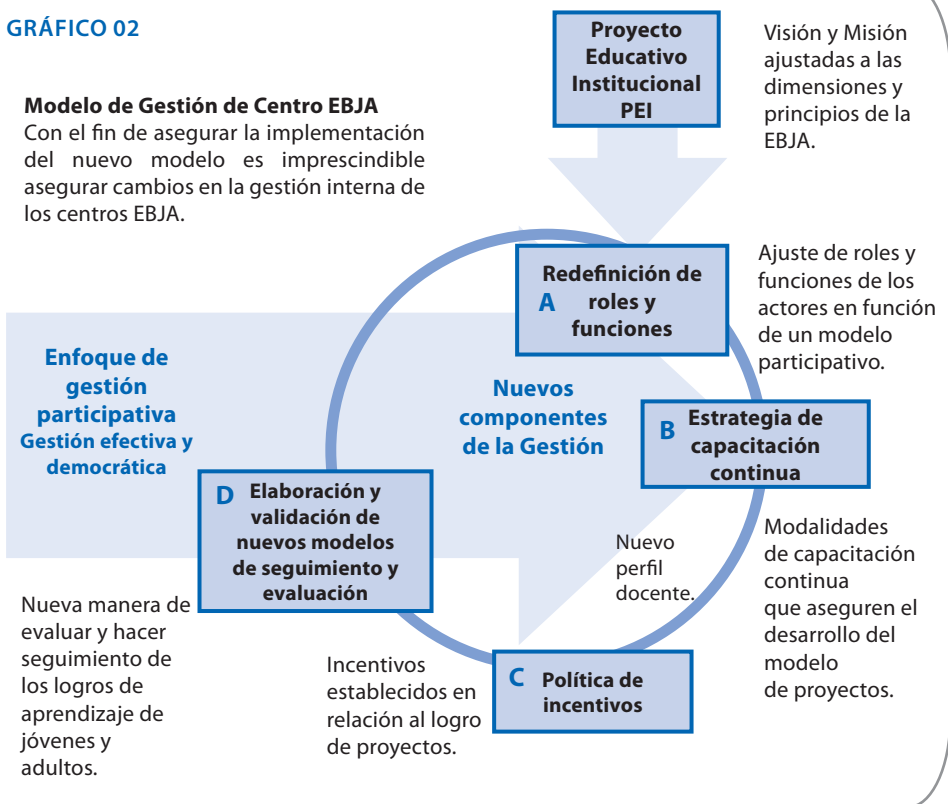 GRÁFICO 02
Modelo de Gestión de Centro EBJA
Con el fin de asegurar la implementación
del nuevo modelo es imprescindible
asegurar cambios en la gestión interna de
los centros EBJA.
Proyecto
Educativo
Institucional
PEI
Visión y Misión
ajustadas a las
dimensiones y
principios de la
EBJA.
A
Redefinición de
roles y
funciones
Ajuste de roles y
funciones de los
actores en función
de un modelo
participativo.
Enfoque de
gestión
participativa
Gestión efectiva y
democrática
Nuevos
componentes
de la Gestión
B
Estrategia de
capacitación
continua
Nuevo
perfil
docente.
Modalidades
de capacitación
continua
que aseguren el
desarrollo del
modelo
de proyectos.
C
Política de
incentivos
Incentivos
establecidos en
relación al logro
de proyectos.
D
Elaboración y
validación de
nuevos modelos
de seguimiento y
evaluación
Nueva manera de
evaluar y hacer
seguimiento de
los logros de
aprendizaje de
jóvenes y
adultos.